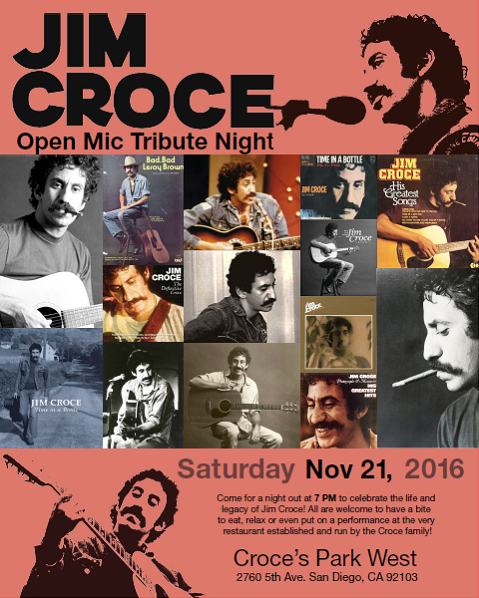 JIM
CROCE
Open Mic Tribute Night
Bad, Bad
Leroy Brown
TIME IN A BOTTLE
JIM CROCE
JIM
CROCE
His
Greatest
Songs
Jim
Croce
JIM
CROCE
The
Definitive
Croce
JIM CROCE
Time in a Bottle
JIM CROCE
Photographs & Memories
HIS
GREATEST
HITS
Saturday Nov 21, 2016
Come for a night out at 7 PM to celebrate the life and
legacy of Jim Croce! All are welcome to have a bite
to eat, relax or even put on a performance at the very
restaurant established and run by the Croce family!
Croce's Park West
2760 5th Ave. San Diego, CA 92103